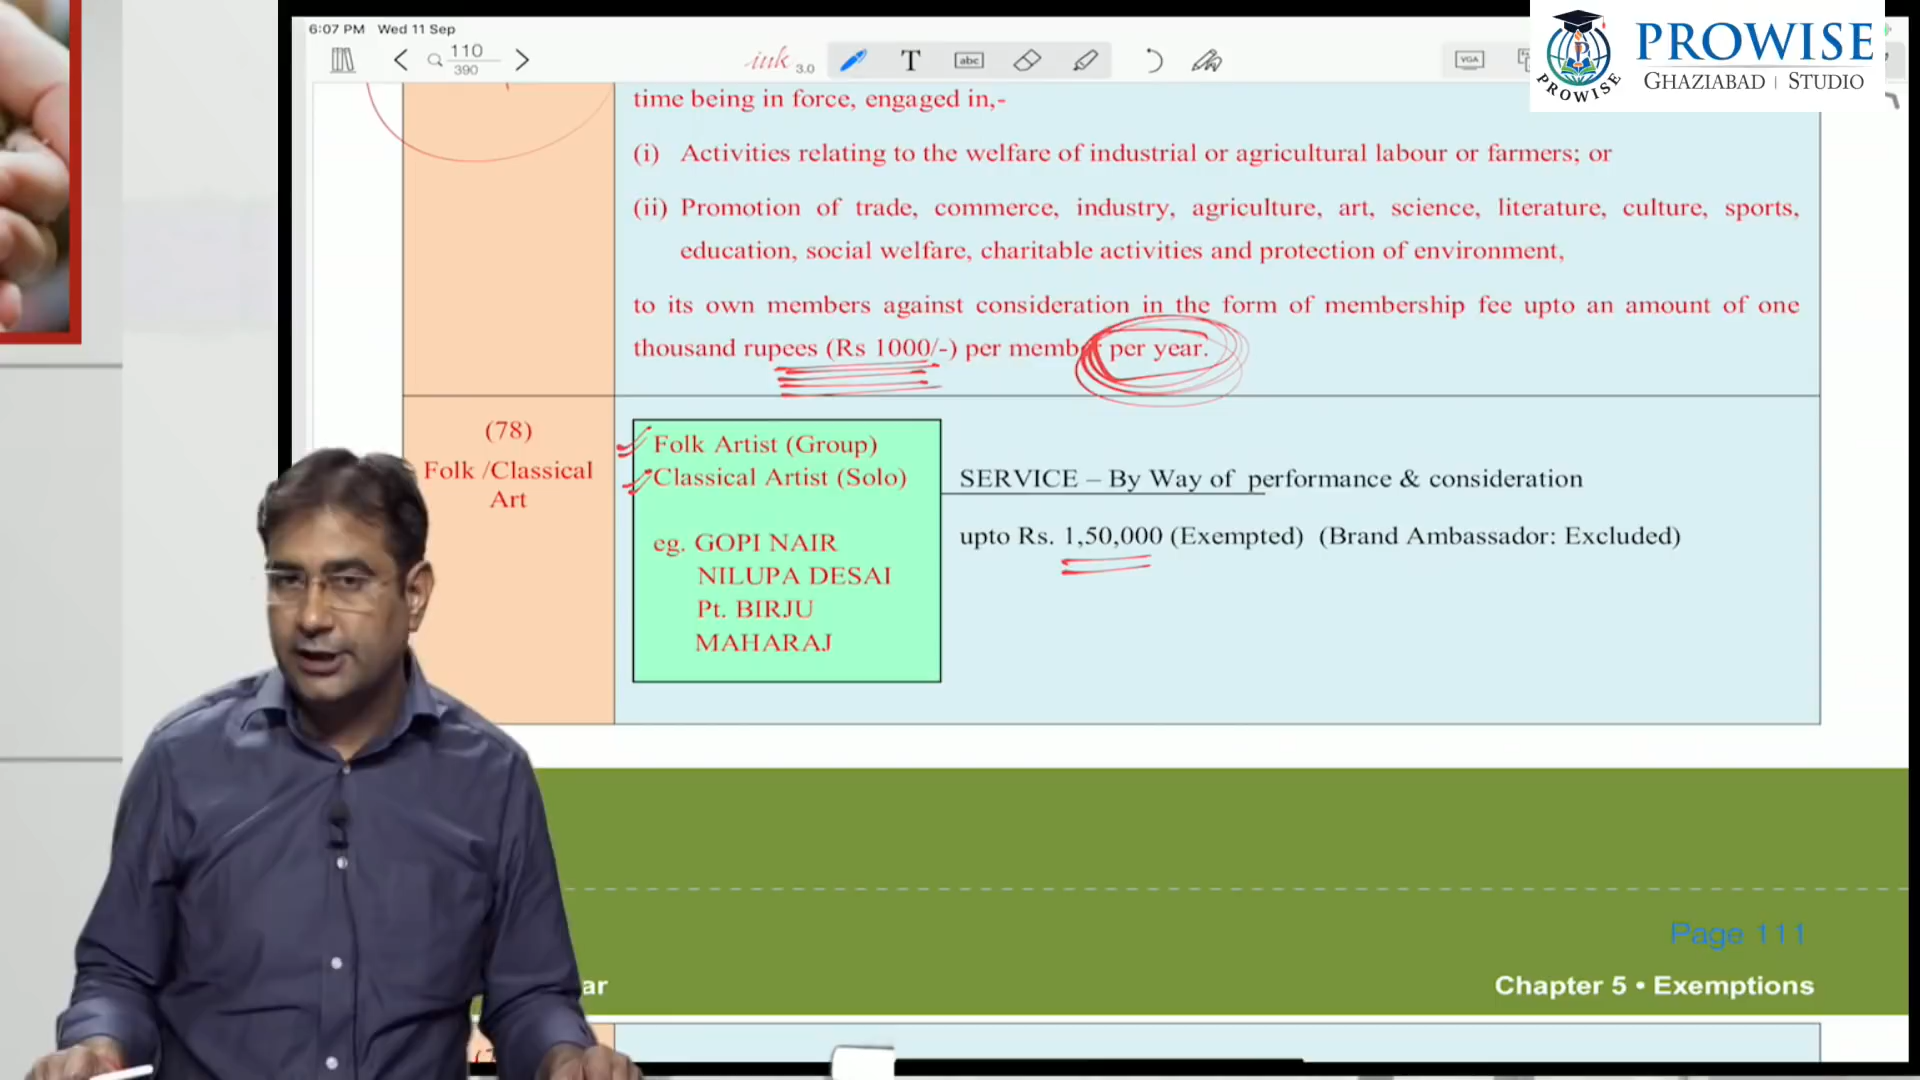 6:07 PM Wed 11 Sep
110
390
ink 3.0
T
abc
VGA
PROWISE
PROWISE
GHAZIABAD | STUDIO
time being in force, engaged in,-
(i) Activities relating to the welfare of industrial or agricultural labour or farmers; or
(ii) Promotion of trade, commerce, industry, agriculture, art, science, literature, culture, sports,
education, social welfare, charitable activities and protection of environment,
to its own members against consideration in the form of membership fee upto an amount of one
thousand rupees (Rs 1000/-) per member per year.
(78)
Folk /Classical
Art
Folk Artist (Group)
Classical Artist (Solo)
eg. GOPI NAIR
NILUPA DESAI
Pt. BIRJU
MAHARAJ
SERVICE – By Way of performance & consideration
upto Rs. 1,50,000 (Exempted) (Brand Ambassador: Excluded)
Page 111
ar
Chapter 5 • Exemptions